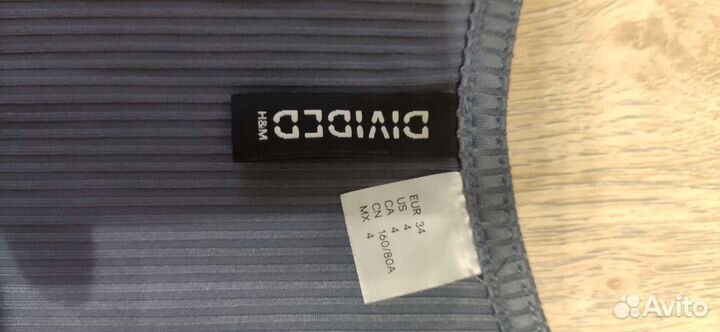 DIVIDED
H&M
EUR 34
US 4
CA 4
CN 160/80A
MX 4
Avito